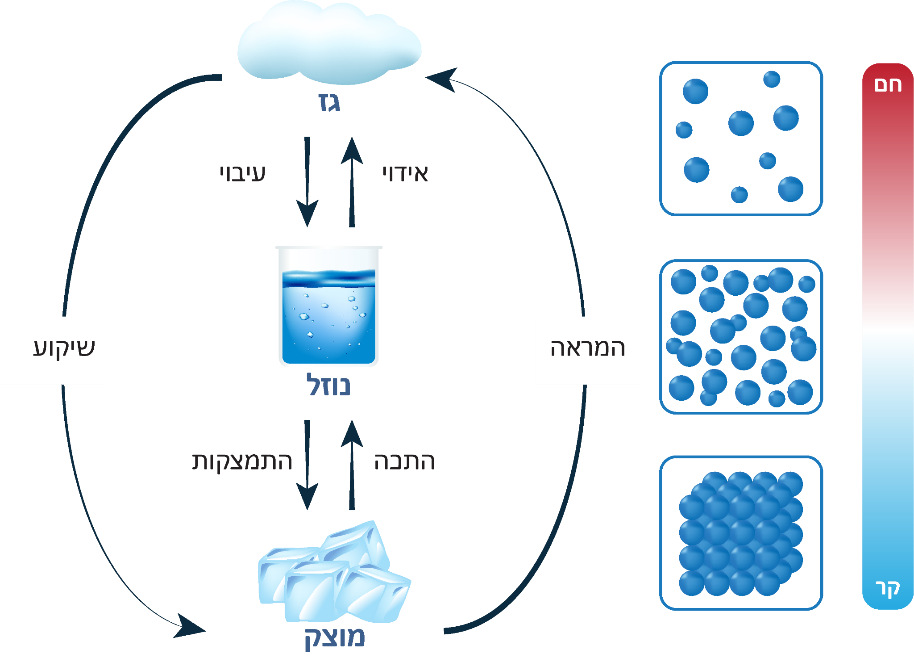 גז
חם
עיבוי
אידוי
שיקוע
המראה
נוזל
התמצקות
התכה
מוצק
קר